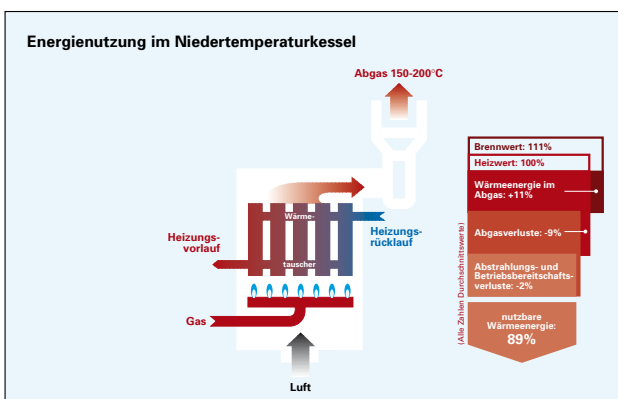 Energienutzung im Niedertemperaturkessel
Abgas 150-200°C
Brennwert: 111%
Heizwert: 100%
Wärmeenergie im
Abgas: +11%
Wärme-
Heizungs-
rücklauf
Heizungs-
vorlauf
tauscher
Abgasverluste: -9%
Abstrahlungs- und
Betriebsbereitschafts-
verluste: -2%
Gas
nutzbare
Wärmeenergie:
89%
(Alle Zahlen Durchschnittswerte)
Luft